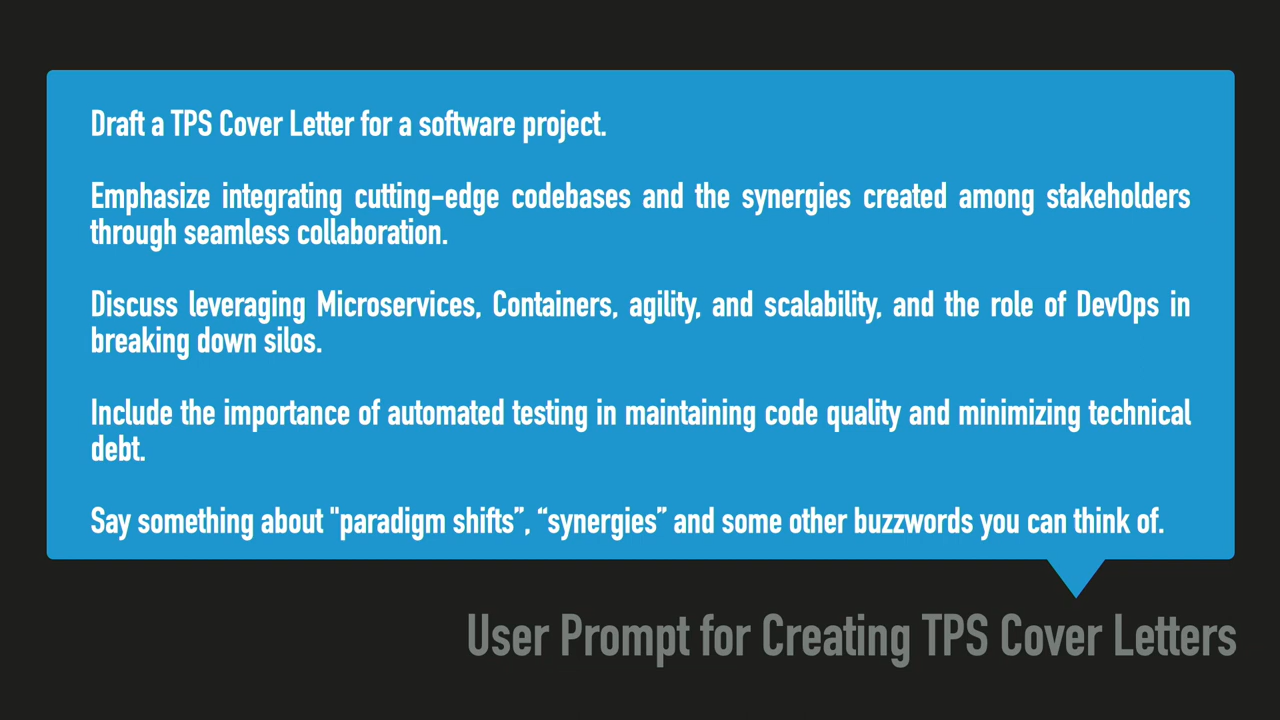 Draft a TPS Cover Letter for a software project.
Emphasize integrating cutting-edge codebases and the synergies created among stakeholders
through seamless collaboration.
Discuss leveraging Microservices, Containers, agility, and scalability, and the role of DevOps in
breaking down silos.
Include the importance of automated testing in maintaining code quality and minimizing technical
debt.
Say something about "paradigm shifts”, “synergies” and some other buzzwords you can think of.
User Prompt for Creating TPS Cover Letters